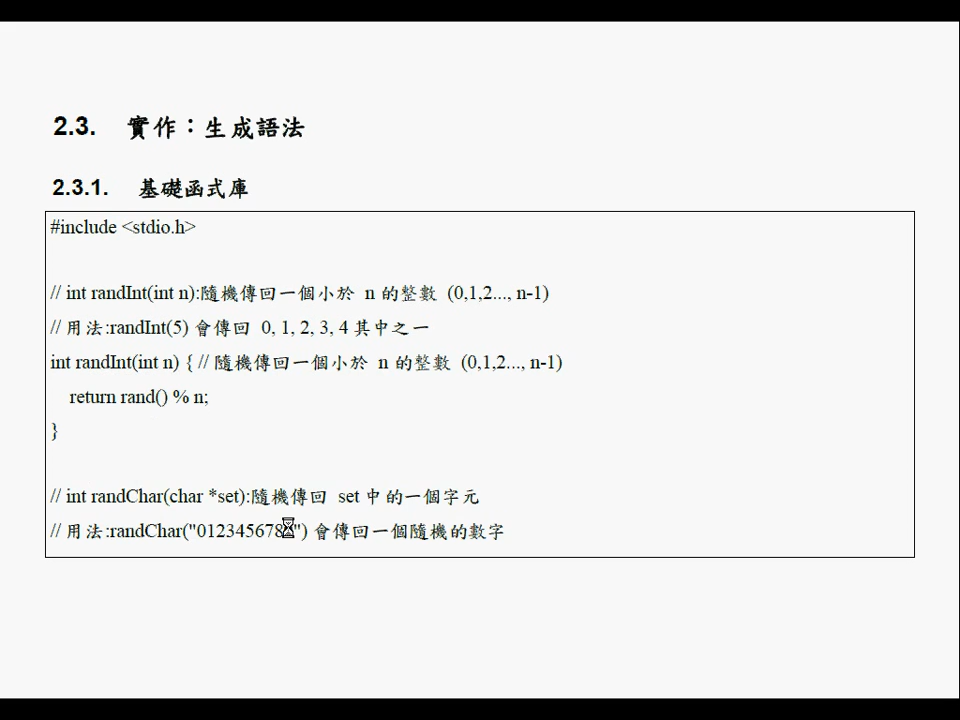 2.3. 實作：生成語法
2.3.1. 基礎函式庫
#include <stdio.h>
// int randInt(int n):隨機傳回一個小於 n 的整數 (0,1,2..., n-1)
// 用法:randInt(5) 會傳回 0, 1, 2, 3, 4 其中之一
int randInt(int n) { // 隨機傳回一個小於 n 的整數 (0,1,2..., n-1)
return rand() % n;
}
// int randChar(char *set):隨機傳回 set 中的一個字元
// 用法:randChar("012345678") 會傳回一個隨機的數字